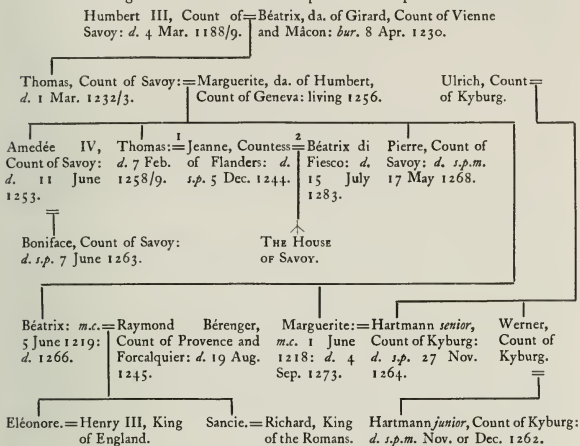 Humbert III, Count of = Béatrix, da. of Girard, Count of Vienne
Savoy: d. 4 Mar. 1188/9. and Mâcon: bur. 8 Apr. 1230.
Thomas, Count of Savoy: = Marguerite, da. of Humbert,
d. 1 Mar. 1232/3. Count of Geneva: living 1256.
Ulrich, Count =
of Kyburg.
Amedée IV,
Count of Savoy:
d. 11 June
1253.
Thomas: = 1 Jeanne, Countess = 2 Béatrix di
d. 7 Feb. of Flanders: d. Fiesco: d.
1258/9. s.p. 5 Dec. 1244. 15 July
1283.
Pierre, Count of
Savoy: d. s.p.m.
17 May 1268.
Boniface, Count of Savoy:
d. s.p. 7 June 1263.
The House
of Savoy.
Béatrix: m.c. = Raymond Bérenger,
5 June 1219: Count of Provence and
d. 1266. Forcalquier: d. 19 Aug.
1245.
Marguerite: = Hartmann senior,
m.c. 1 June Count of Kyburg:
1218: d. 4 d. s.p. 27 Nov.
Sep. 1273. 1264.
Werner,
Count of
Kyburg.
Eléonore. = Henry III, King
of England.
Sancie. = Richard, King
of the Romans.
Hartmann junior, Count of Kyburg:
d. s.p.m. Nov. or Dec. 1262.